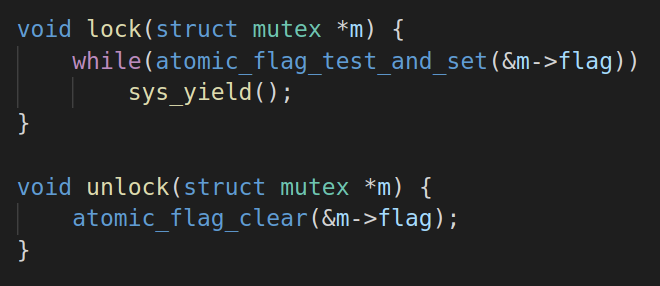 void lock(struct mutex *m) {
    while(atomic_flag_test_and_set(&m->flag))
        sys_yield();
}

void unlock(struct mutex *m) {
    atomic_flag_clear(&m->flag);
}